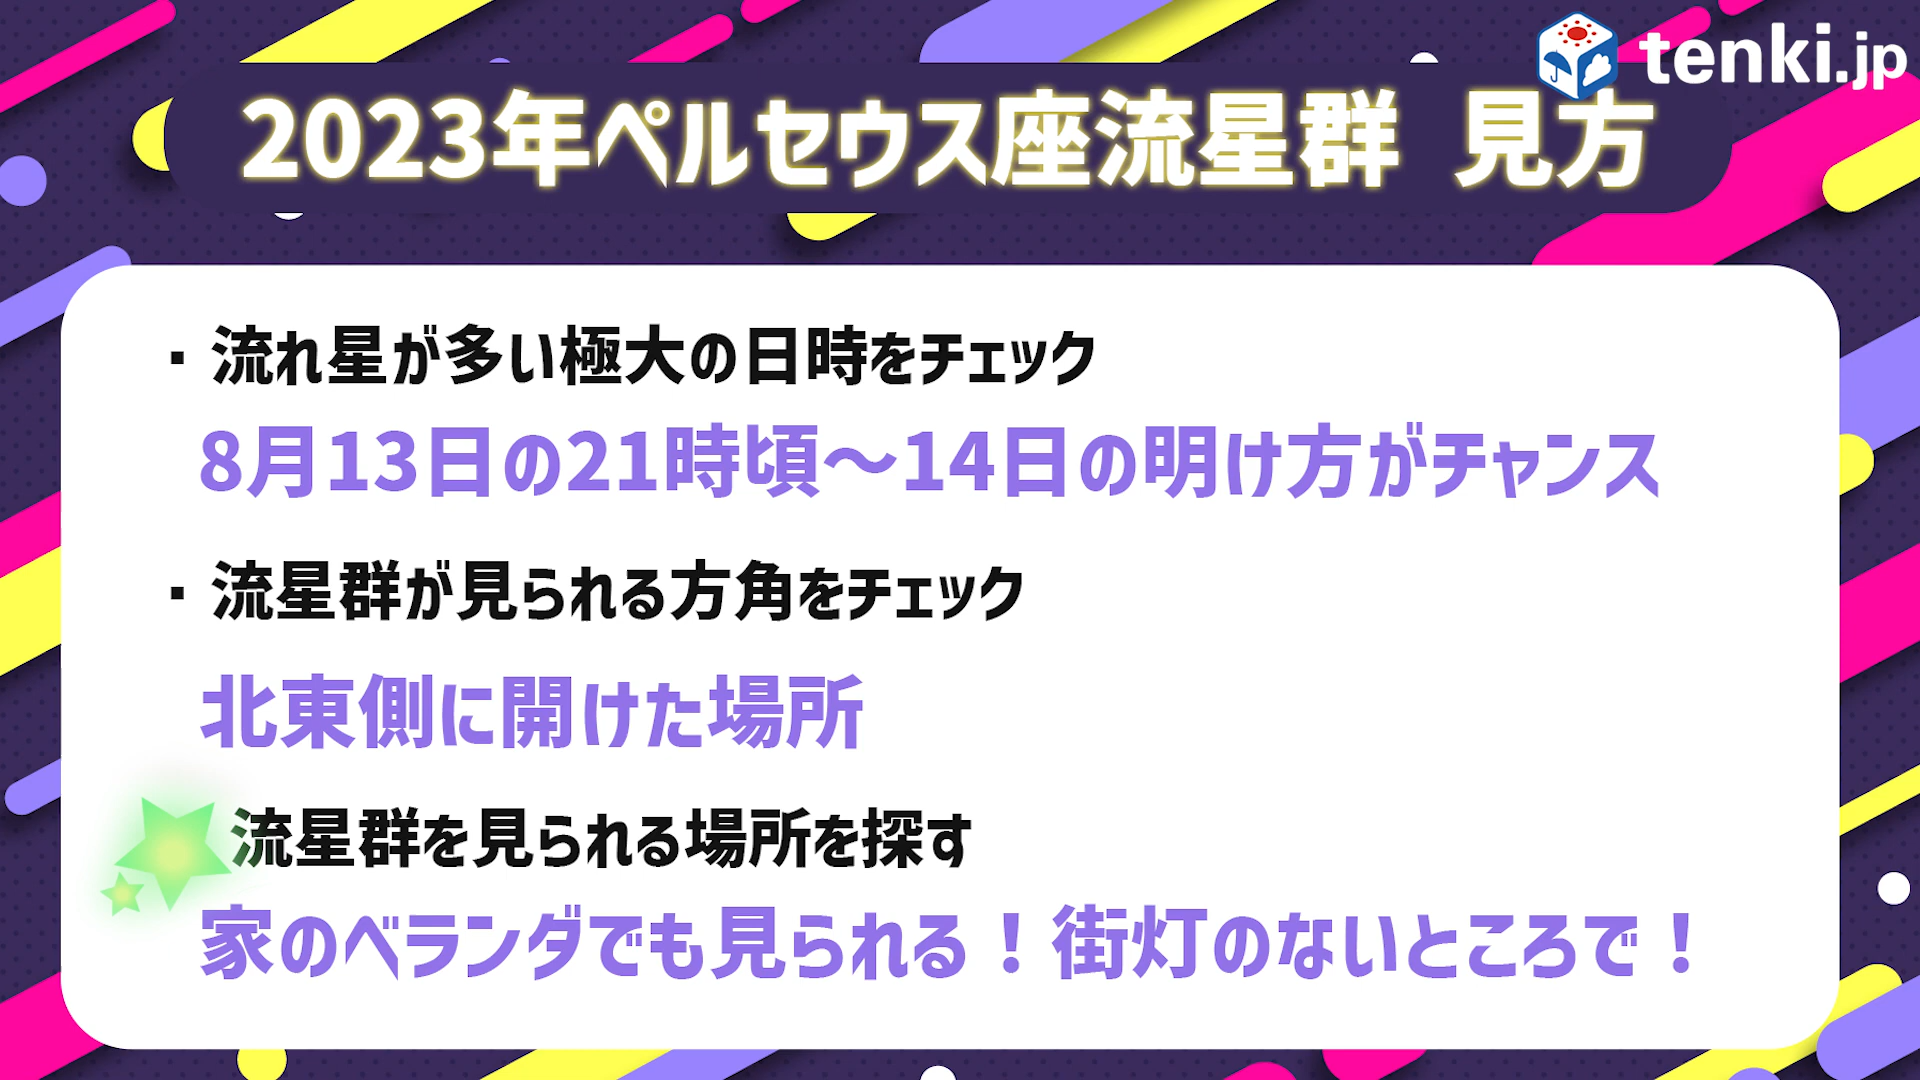 tenki.jp
2023年ペルセウス座流星群 見方
・流れ星が多い極大の日時をチェック
8月13日の21時頃～14日の明け方がチャンス
・流星群が見られる方角をチェック
北東側に開けた場所
流星群を見られる場所を探す
家のベランダでも見られる！街灯のないところで！